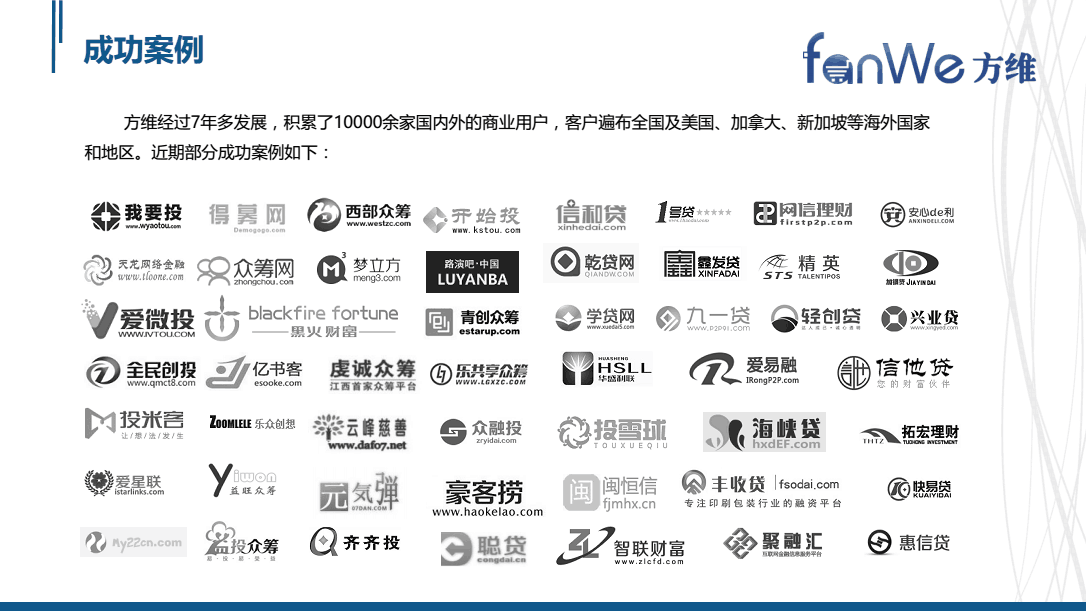 成功案例
fanWe 方维
方维经过7年多发展，积累了10000余家国内外的商业用户，客户遍布全国及美国、加拿大、新加坡等海外国家
和地区。近期部分成功案例如下：
我要投
www.wyaotou.com
得募网
Demogogo.com
西部众筹
www.westzc.com
开始投
www.kstou.com
信和贷
xinhedai.com
1号贷
网信理财
firstp2p.com
安心de利
ANXINDELI.COM
天龙网络金融
www.tloone.com
众筹网
zhongchou.com
梦立方
meng3.com
路演吧·中国
LUYANBA
乾贷网
QIANDW.COM
鑫发贷
XINFADAI
STS 精英
TALENTIPOS
加银贷 JIAYINDAI
爱微投
WWW.IVTOU.COM
blackfire fortune
黑火财富
青创众筹
estarup.com
学贷网
www.xuedai5.com
九一贷
WWW.P2P91.COM
轻创贷
兴业贷
www.xingyed.com
全民创投
www.qmct8.com
亿书客
esooke.com
虔诚众筹
江西首家众筹平台
乐共享众筹
WWW.LGXZC.COM
HUASHENG
HSLL
华盛利联
爱易融
IRongP2P.com
信他贷
您的财富伙伴
投米客
让/想/法/发/生
ZOOMLELE 乐众创想
云峰慈善
www.dafo7.net
众融投
zryidai.com
投雪球
TOUXUEQIU
海峡贷
hxdEF.com
THTZ
拓宏理财
TUOHONG INVESTMENT
爱星联
istarlinks.com
Yiwon
益旺众筹
元气弹
07DAN.COM
豪客捞
www.haokelao.com
闽恒信
fjmhx.cn
丰收贷 fsodai.com
专注印刷包装行业的融资平台
快易贷
KUAIYIDAI
My22cn.com
益投众筹
齐齐投
聪贷
congdai.cn
智联财富
www.zlcfd.com
聚融汇
互联网金融信息服务平台
惠信贷